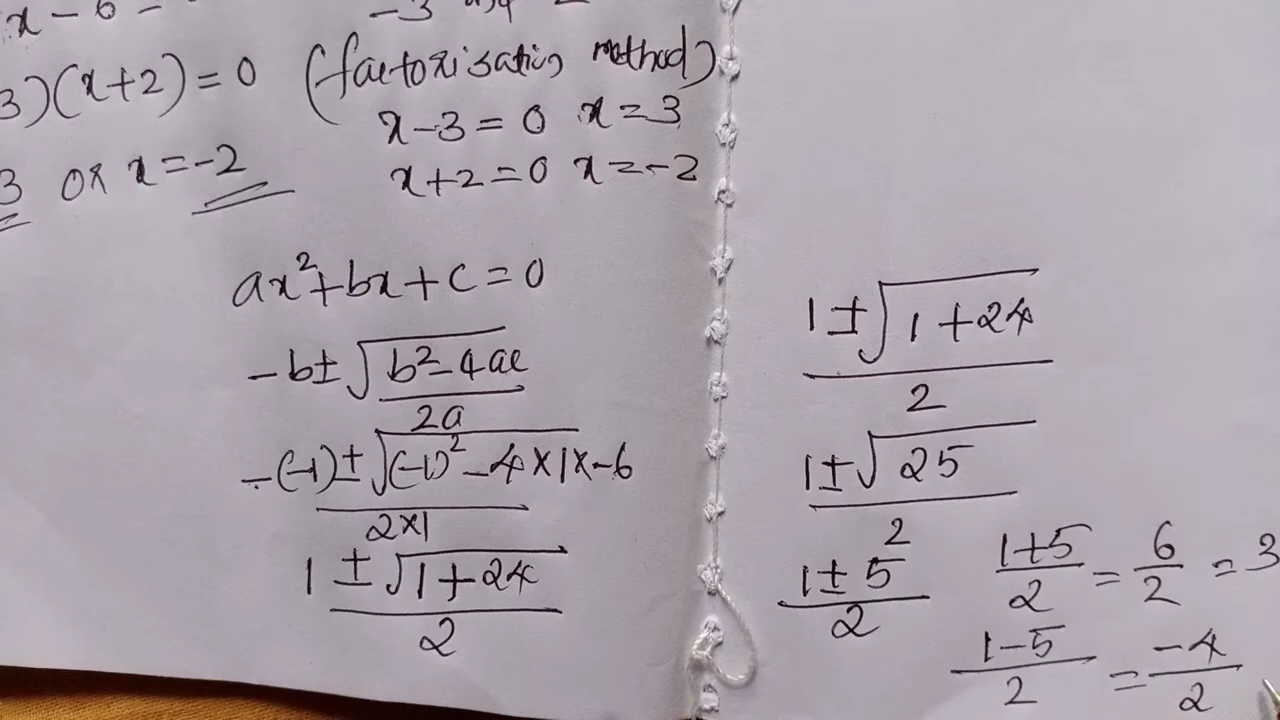 x - 6 =
-3
3)(x+2) = 0 (factorisation method)
x-3 = 0 x = 3
3 or x = -2
x+2 = 0 x = -2
ax²+bx+c = 0
-b±√b²-4ac
2a
-(-1)±√(-1)²-4×1×-6
2×1
1±√1+24
2
1±√1+24
2
1±√25
2
1±5
2
1+5/2 = 6/2 = 3
1-5/2 = -4/2